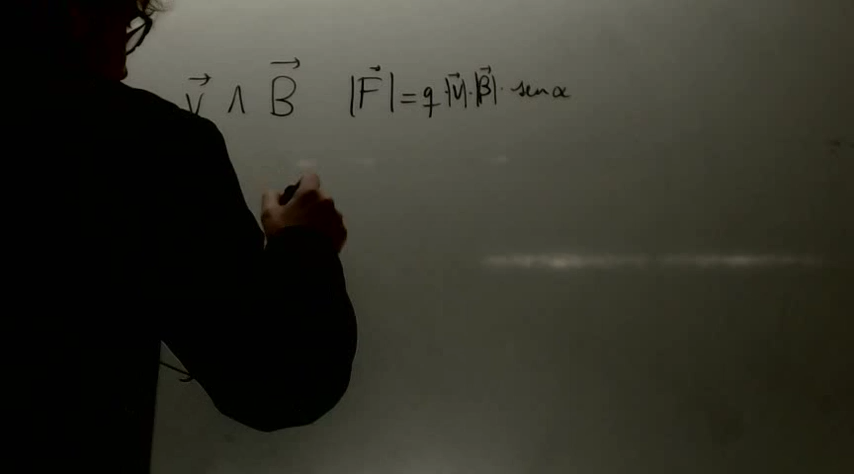 v⃗ ∧ B⃗ |F⃗| = q·|v⃗|·|B⃗|· sen α